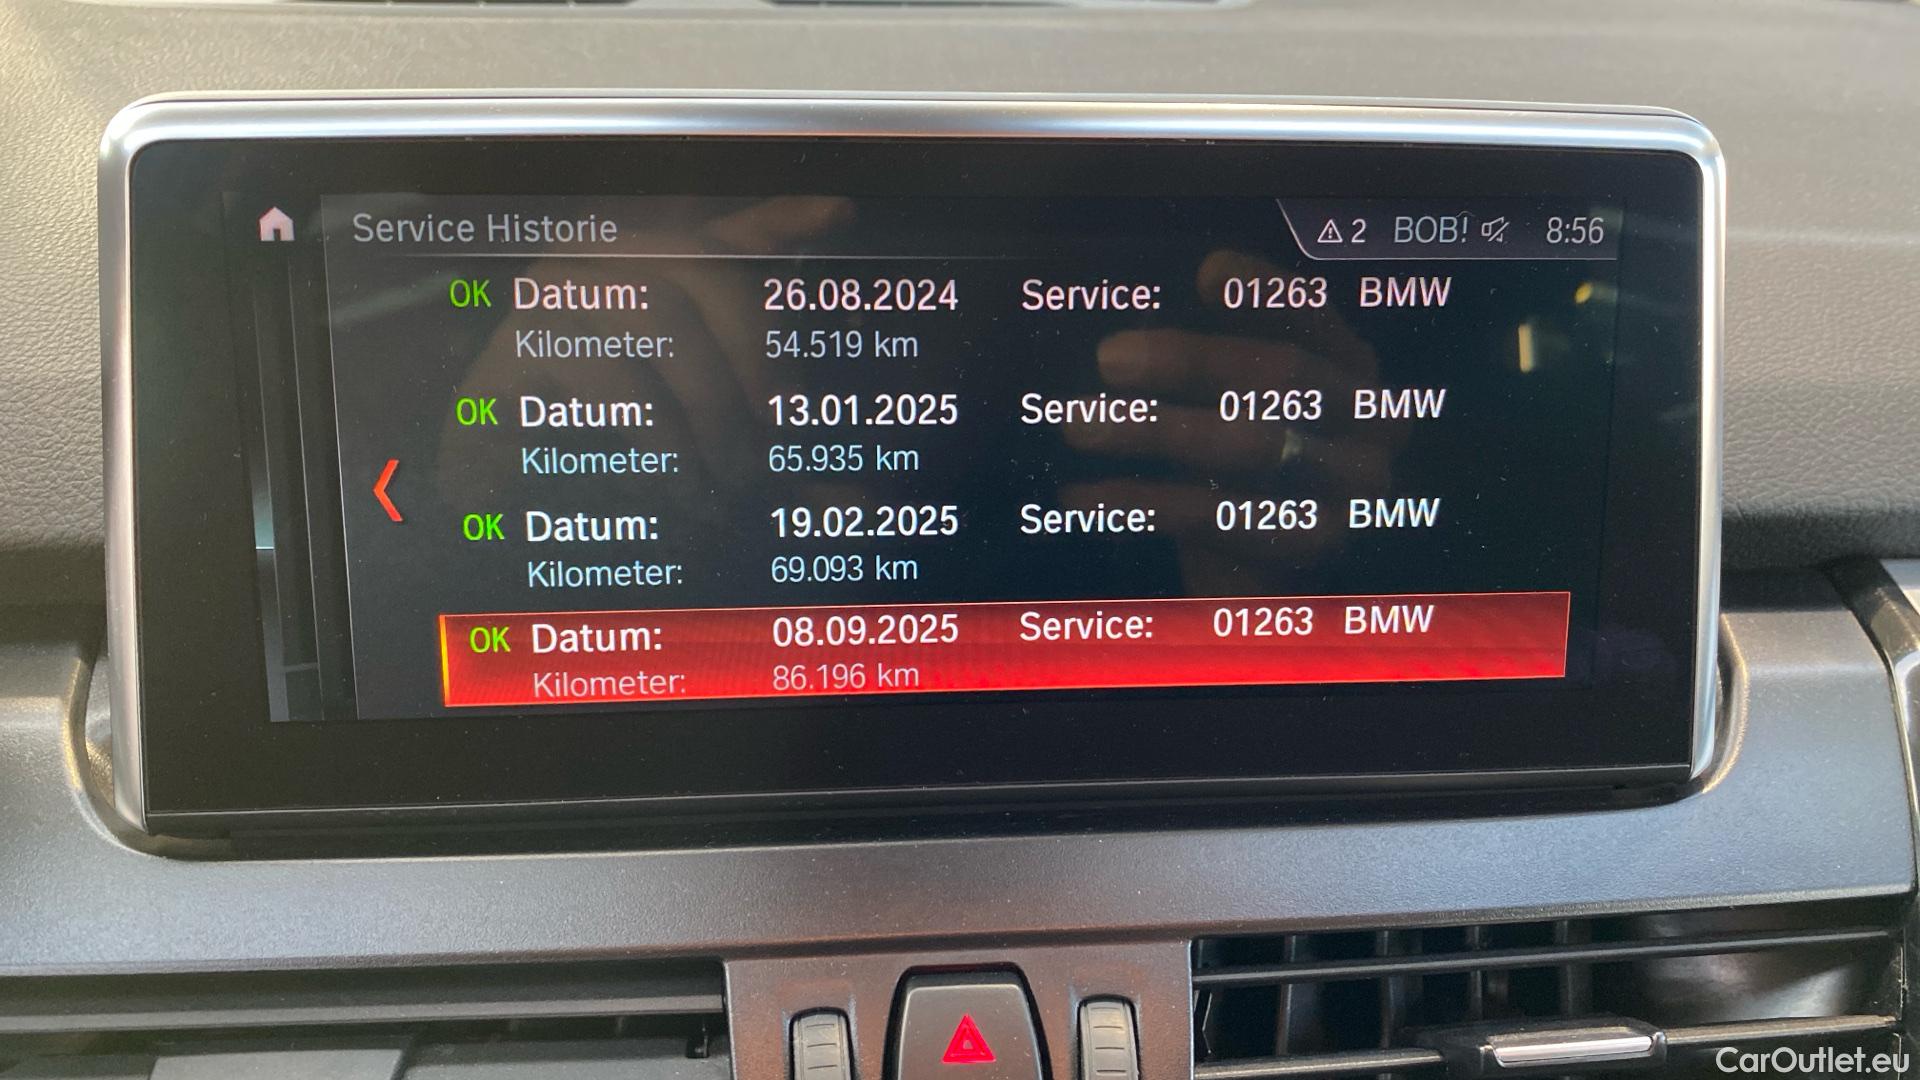 Service Historie
2 BOB! 8:56
OK Datum: 26.08.2024 Service: 01263 BMW
Kilometer: 54.519 km
OK Datum: 13.01.2025 Service: 01263 BMW
Kilometer: 65.935 km
OK Datum: 19.02.2025 Service: 01263 BMW
Kilometer: 69.093 km
OK Datum: 08.09.2025 Service: 01263 BMW
Kilometer: 86.196 km
CarOutlet.eu